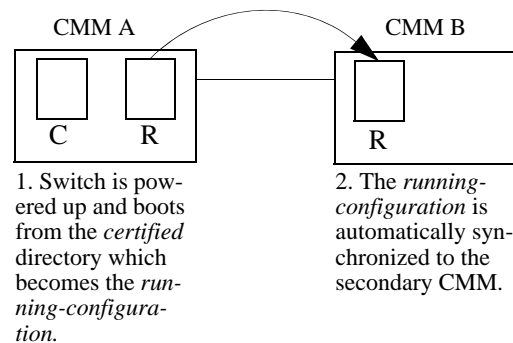 CMM A
CMM B
C
R
R
1. Switch is pow-
ered up and boots
from the certified
directory which
becomes the run-
ning-configura-
tion.
2. The running-
configuration is
automatically syn-
chronized to the
secondary CMM.